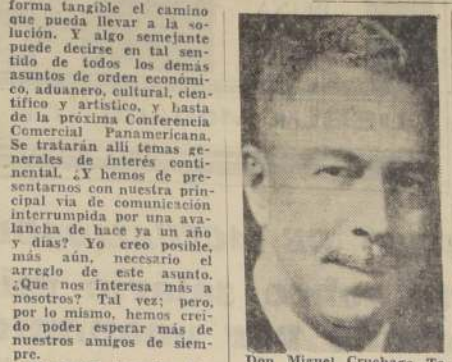 forma tangible el camino
que pueda llevar a la so-
lución. Y algo semejante
puede decirse en tal sen-
tido de todos los demás
asuntos de orden económi-
co, aduanero, cultural, cien-
tífico y artístico, y hasta
de la próxima Conferencia
Comercial Panamericana.
Se tratarán allí temas ge-
nerales de interés conti-
nental. ¿Y hemos de pre-
sentarnos con nuestra prin-
cipal vía de comunicación
interrumpida por una ava-
lancha de hace ya un año
y días? Yo creo posible,
más aún, necesario el
arreglo de este asunto.
¿Que nos interesa más a
nosotros? Tal vez; pero,
por lo mismo, hemos creí-
do poder esperar más de
nuestros amigos de siem-
pre.
Don Miguel Cruchaga To-